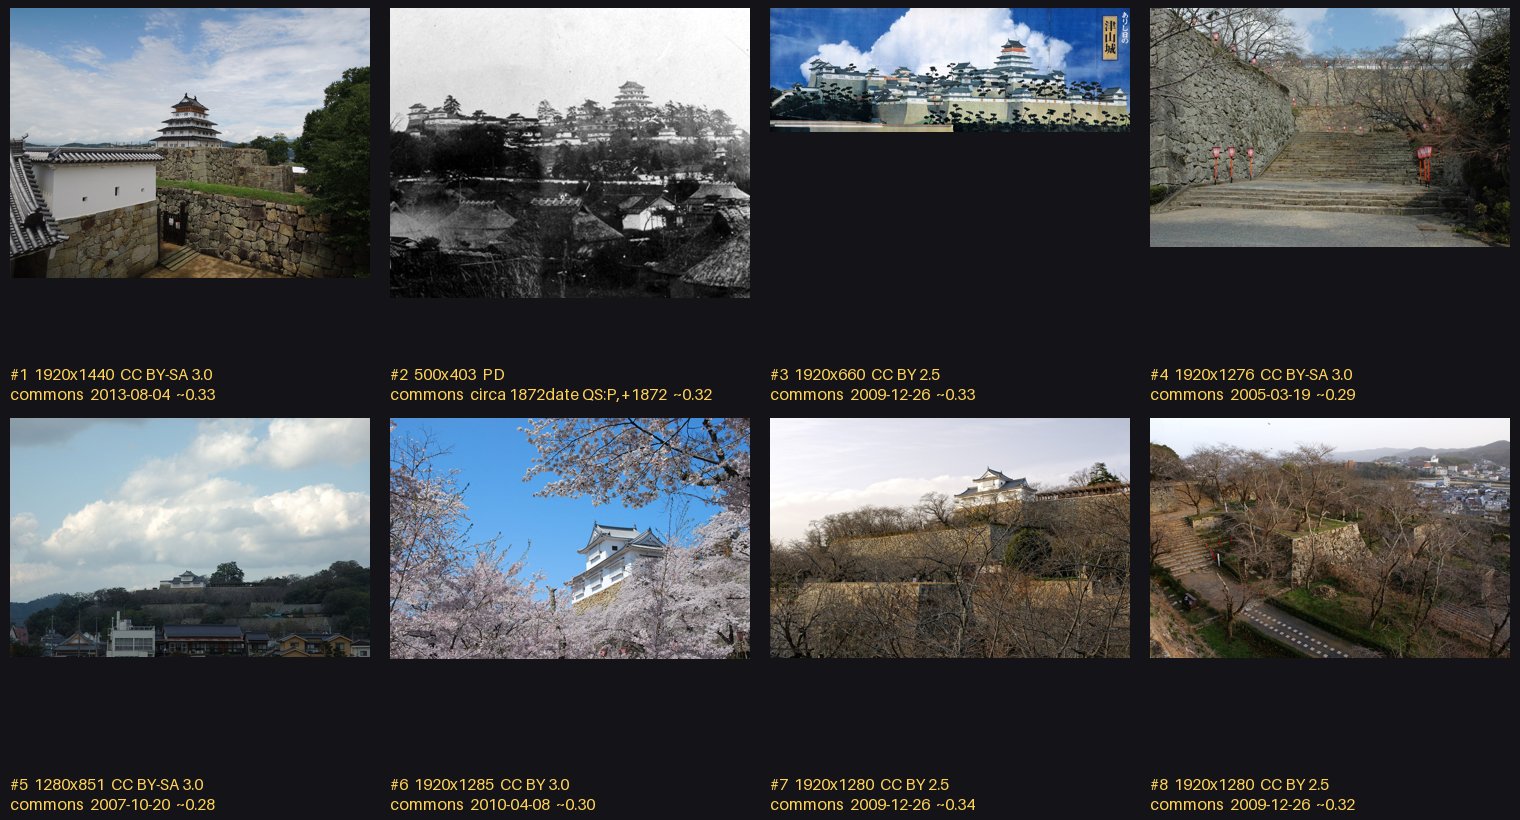 ありし日の
津山城
#1 1920x1440 CC BY-SA 3.0
commons 2013-08-04 ~0.33
#2 500x403 PD
commons circa 1872date QS:P,+1872 ~0.32
#3 1920x660 CC BY 2.5
commons 2009-12-26 ~0.33
#4 1920x1276 CC BY-SA 3.0
commons 2005-03-19 ~0.29
#5 1280x851 CC BY-SA 3.0
commons 2007-10-20 ~0.28
#6 1920x1285 CC BY 3.0
commons 2010-04-08 ~0.30
#7 1920x1280 CC BY 2.5
commons 2009-12-26 ~0.34
#8 1920x1280 CC BY 2.5
commons 2009-12-26 ~0.32